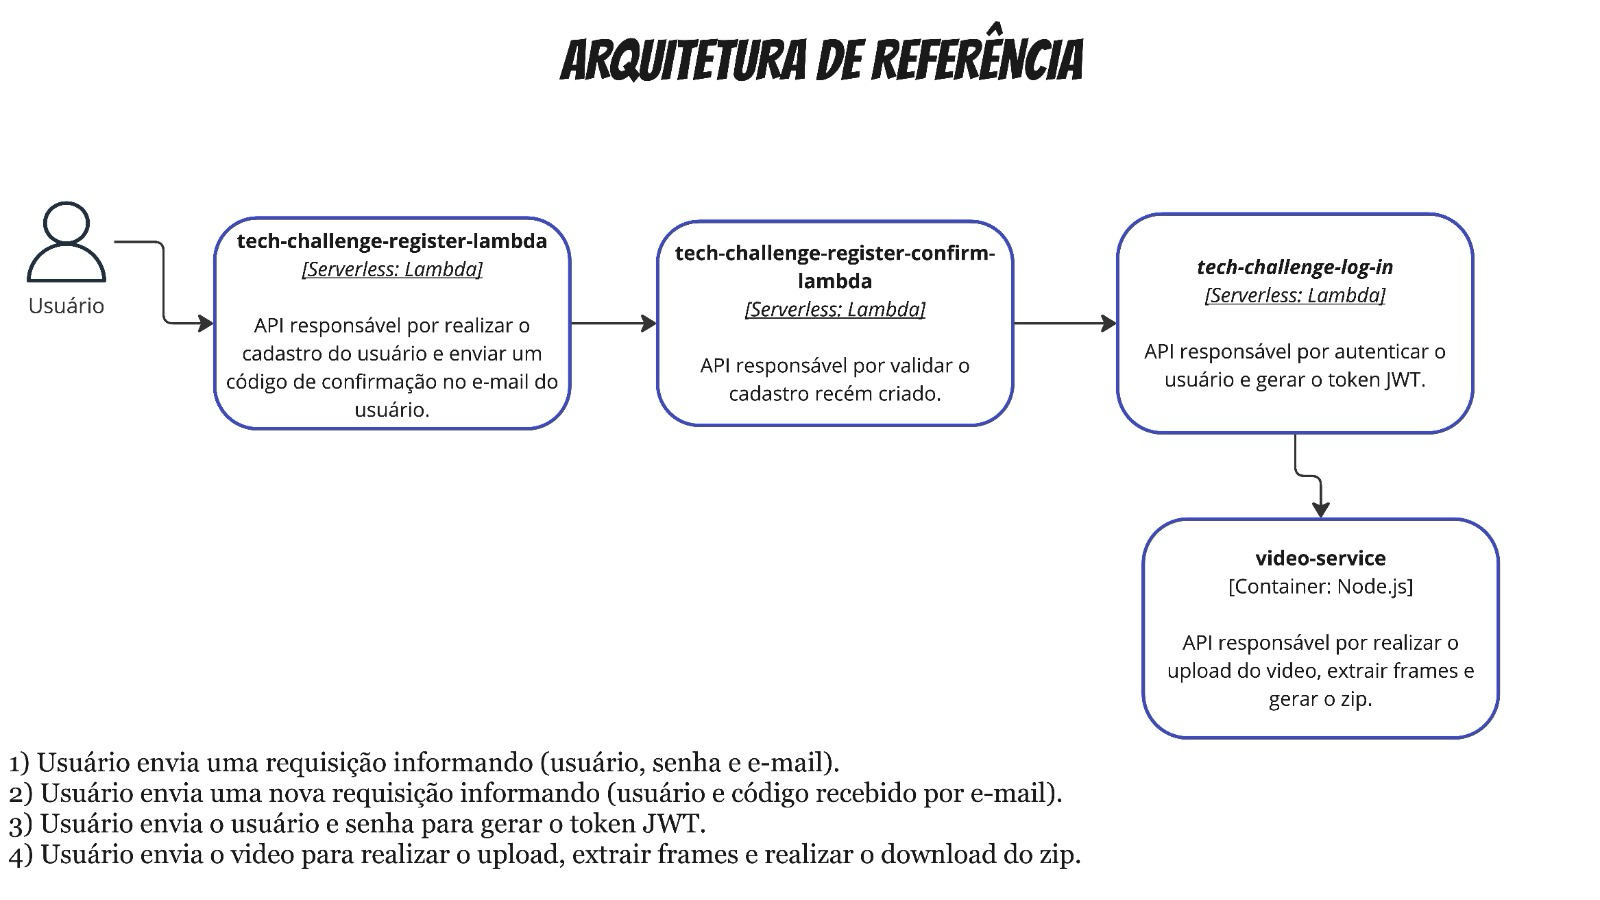 ARQUITETURA DE REFERÊNCIA
Usuário
tech-challenge-register-lambda
[Serverless: Lambda]
API responsável por realizar o
cadastro do usuário e enviar um
código de confirmação no e-mail do
usuário.
tech-challenge-register-confirm-
lambda
[Serverless: Lambda]
API responsável por validar o
cadastro recém criado.
tech-challenge-log-in
[Serverless: Lambda]
API responsável por autenticar o
usuário e gerar o token JWT.
video-service
[Container: Node.js]
API responsável por realizar o
upload do video, extrair frames e
gerar o zip.
1) Usuário envia uma requisição informando (usuário, senha e e-mail).
2) Usuário envia uma nova requisição informando (usuário e código recebido por e-mail).
3) Usuário envia o usuário e senha para gerar o token JWT.
4) Usuário envia o video para realizar o upload, extrair frames e realizar o download do zip.